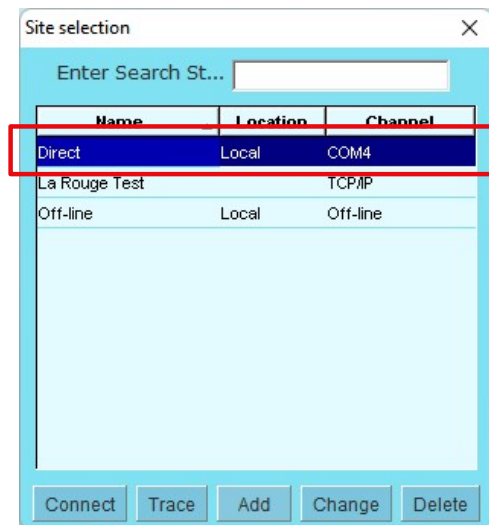 Site selection
Enter Search St...
Name Location Channel
Direct Local COM4
La Rouge Test TCP/IP
Off-line Local Off-line
Connect Trace Add Change Delete